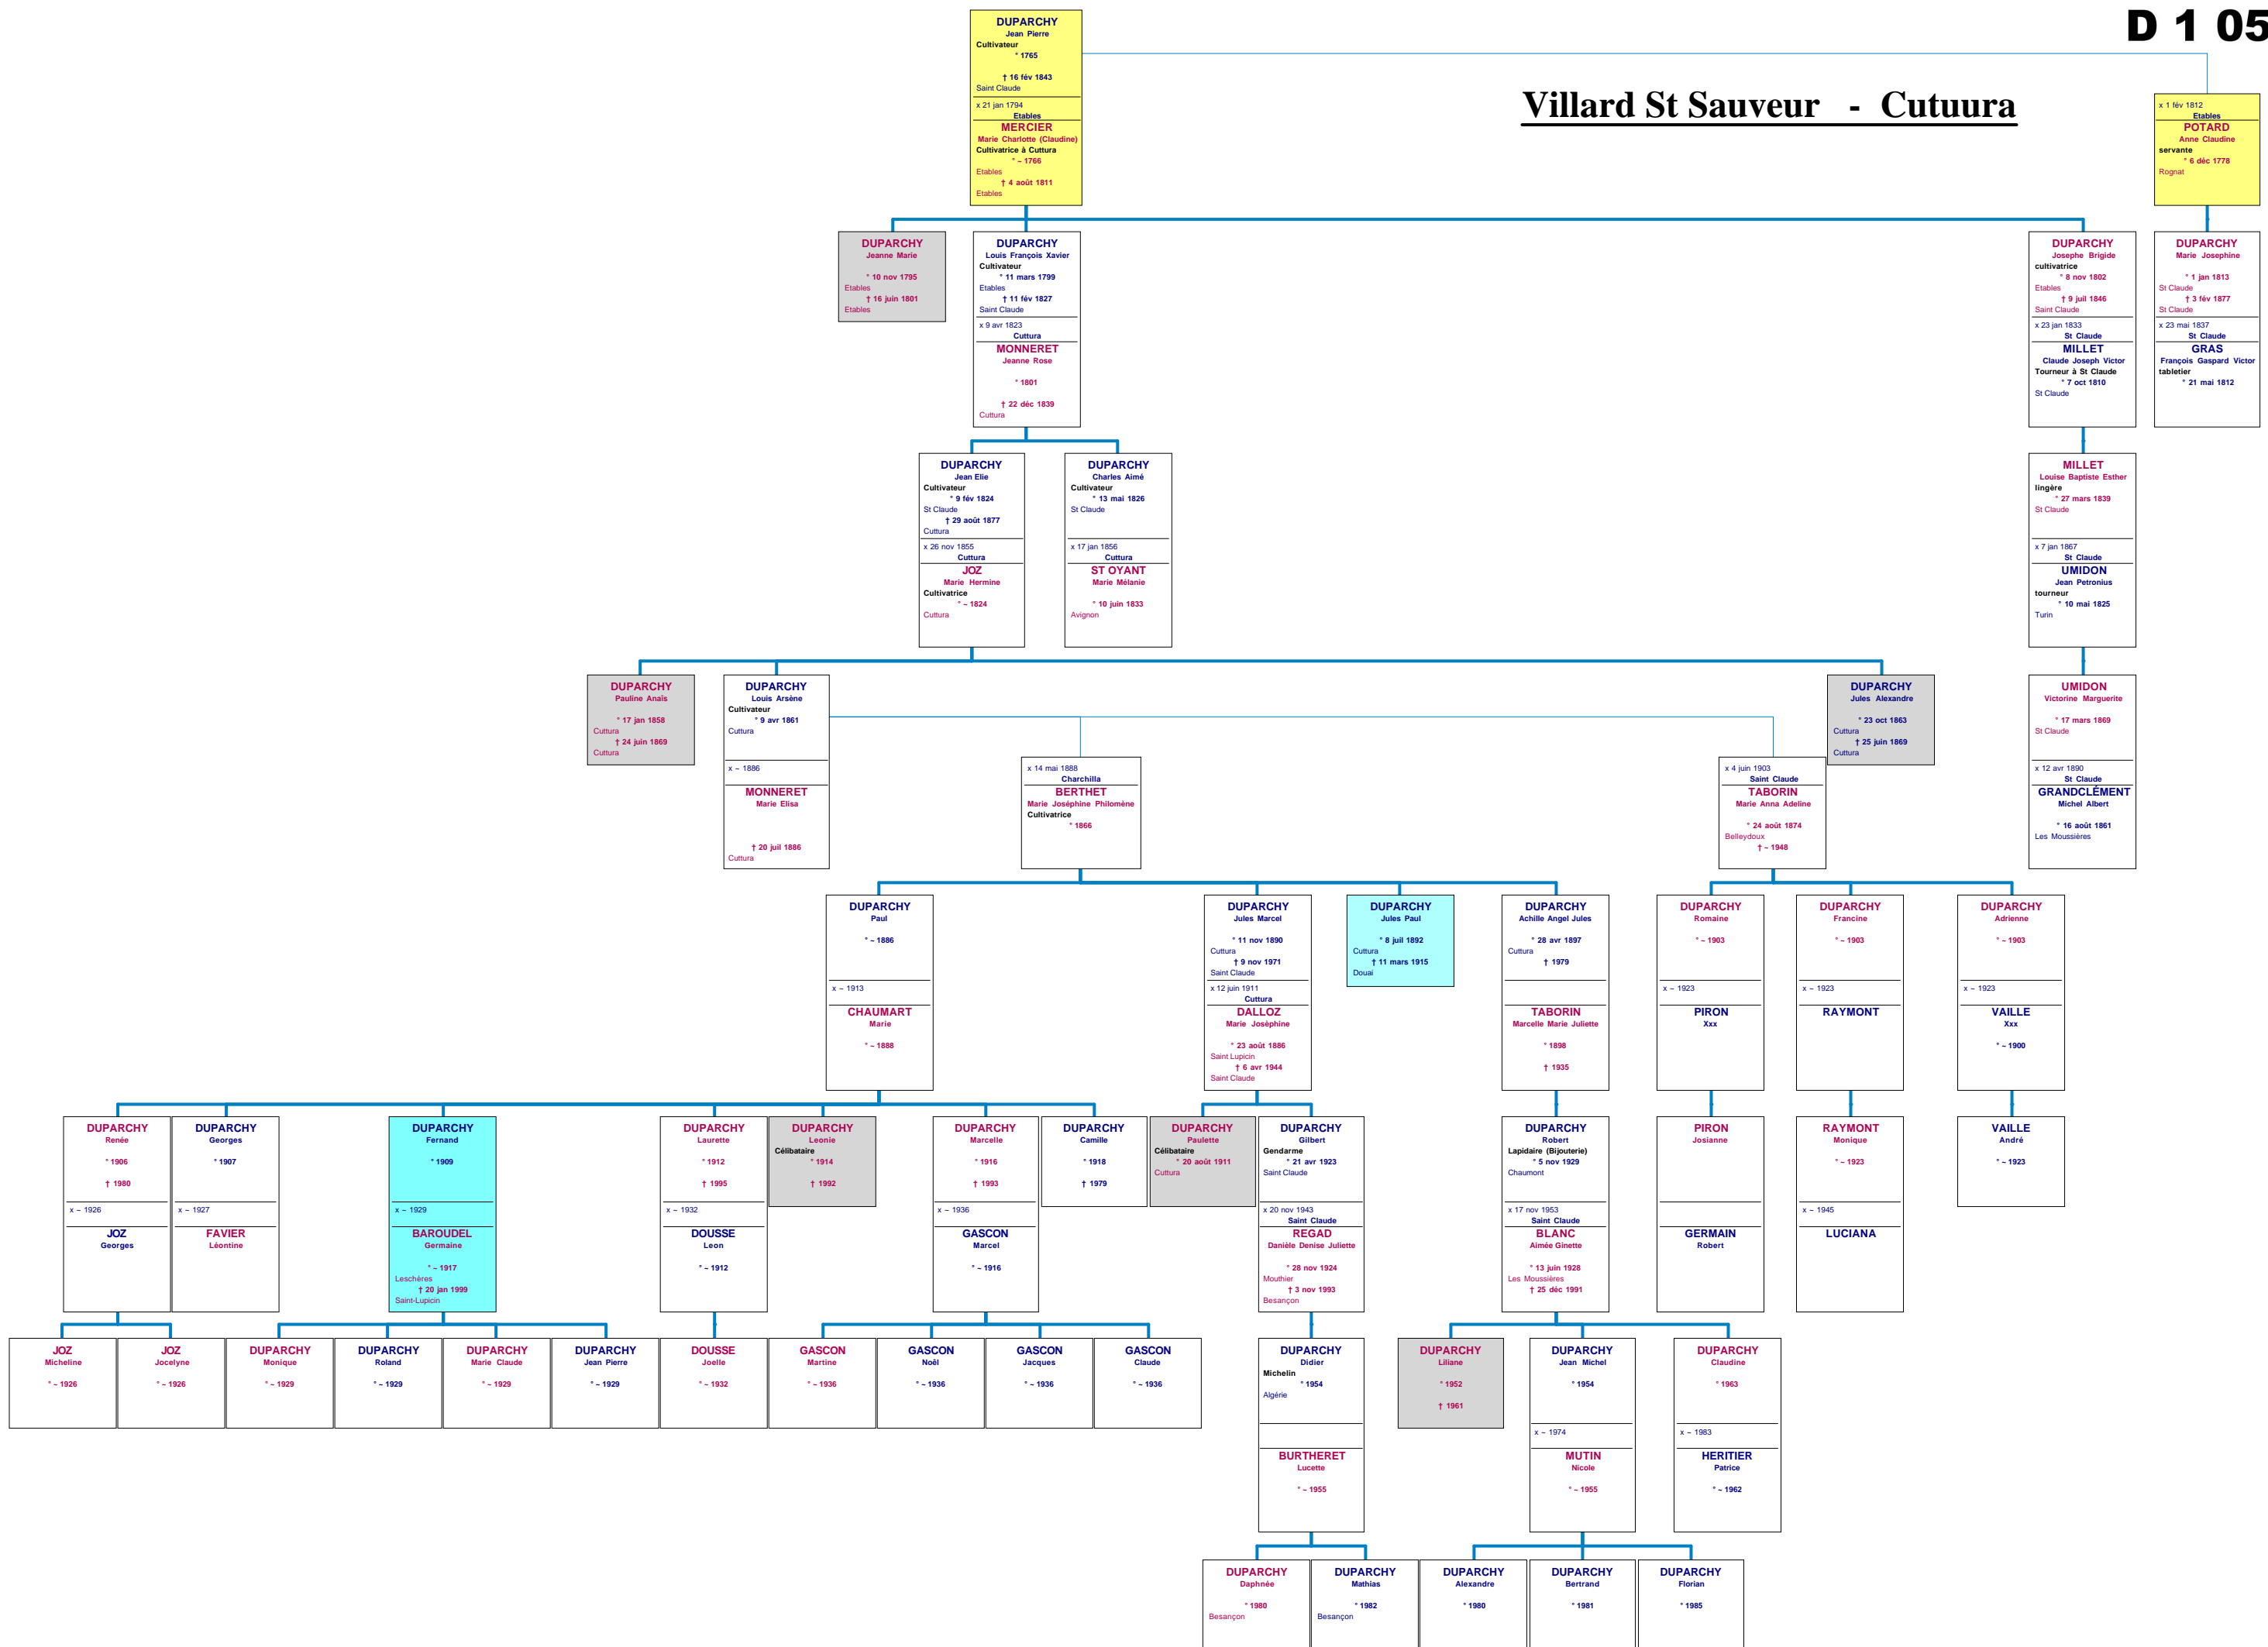 D 1 05
Villard St Sauveur - Cutuura
DUPARCHY
Jean Pierre
Cultivateur
° 1765
† 16 fév 1843
Saint Claude
x 21 jan 1794
Etables
MERCIER
Marie Charlotte (Claudine)
Cultivatrice à Cuttura
° ~ 1766
Etables
† 4 août 1811
Etables
x 1 fév 1812
Etables
POTARD
Anne Claudine
servante
° 6 déc 1778
Rognat
DUPARCHY
Jeanne Marie
° 10 nov 1795
Etables
† 16 juin 1801
Etables
DUPARCHY
Louis François Xavier
Cultivateur
° 11 mars 1799
Etables
† 11 fév 1827
Saint Claude
x 9 avr 1823
Cuttura
MONNERET
Jeanne Rose
° 1801
† 22 déc 1839
Cuttura
DUPARCHY
Josephe Brigide
cultivatrice
° 8 nov 1802
Etables
† 9 juil 1846
Saint Claude
x 23 jan 1833
St Claude
MILLET
Claude Joseph Victor
Tourneur à St Claude
° 7 oct 1810
St Claude
DUPARCHY
Marie Josephine
° 1 jan 1813
St Claude
† 3 fév 1877
St Claude
x 23 mai 1837
St Claude
GRAS
François Gaspard Victor
tabletier
° 21 mai 1812
DUPARCHY
Jean Elie
Cultivateur
° 9 fév 1824
St Claude
† 29 août 1877
Cuttura
x 26 nov 1855
Cuttura
JOZ
Marie Hermine
Cultivatrice
° ~ 1824
Cuttura
DUPARCHY
Charles Aimé
Cultivateur
° 13 mai 1826
St Claude
x 17 jan 1856
Cuttura
ST OYANT
Marie Mélanie
° 10 juin 1833
Avignon
MILLET
Louise Baptiste Esther
lingère
° 27 mars 1839
St Claude
x 7 jan 1867
St Claude
UMIDON
Jean Petronius
tourneur
° 10 mai 1825
Turin
DUPARCHY
Pauline Anaïs
° 17 jan 1858
Cuttura
† 24 juin 1869
Cuttura
DUPARCHY
Louis Arsène
Cultivateur
° 9 avr 1861
Cuttura
x ~ 1886
MONNERET
Marie Elisa
† 20 juil 1886
Cuttura
x 14 mai 1888
Charchilla
BERTHET
Marie Joséphine Philomène
Cultivatrice
° 1866
x 4 juin 1903
Saint Claude
TABORIN
Marie Anna Adeline
° 24 août 1874
Belleydoux
† ~ 1948
DUPARCHY
Jules Alexandre
° 23 oct 1863
Cuttura
† 25 juin 1869
Cuttura
UMIDON
Victorine Marguerite
° 17 mars 1869
St Claude
x 12 avr 1890
St Claude
GRANDCLÉMENT
Michel Albert
° 16 août 1861
Les Moussières
DUPARCHY
Paul
° ~ 1886
x ~ 1913
CHAUMART
Marie
° ~ 1888
DUPARCHY
Jules Marcel
° 11 nov 1890
Cuttura
† 9 nov 1971
Saint Claude
x 12 juin 1911
Cuttura
DALLOZ
Marie Josèphine
° 23 août 1886
Saint Lupicin
† 6 avr 1944
Saint Claude
DUPARCHY
Jules Paul
° 8 juil 1892
Cuttura
† 11 mars 1915
Douai
DUPARCHY
Achille Angel Jules
° 28 avr 1897
Cuttura
† 1979
TABORIN
Marcelle Marie Juliette
° 1898
† 1935
DUPARCHY
Romaine
° ~ 1903
x ~ 1923
PIRON
Xxx
DUPARCHY
Francine
° ~ 1903
x ~ 1923
RAYMONT
DUPARCHY
Adrienne
° ~ 1903
x ~ 1923
VAILLE
Xxx
° ~ 1900
DUPARCHY
Renée
° 1906
† 1980
x ~ 1926
JOZ
Georges
DUPARCHY
Georges
° 1907
x ~ 1927
FAVIER
Léontine
DUPARCHY
Fernand
° 1909
x ~ 1929
BAROUDEL
Germaine
° ~ 1917
Leschères
† 20 jan 1999
Saint-Lupicin
DUPARCHY
Laurette
° 1912
† 1995
x ~ 1932
DOUSSE
Leon
° ~ 1912
DUPARCHY
Leonie
Célibataire
° 1914
† 1992
DUPARCHY
Marcelle
° 1916
† 1993
x ~ 1936
GASCON
Marcel
° ~ 1916
DUPARCHY
Camille
° 1918
† 1979
DUPARCHY
Paulette
Célibataire
° 20 août 1911
Cuttura
DUPARCHY
Gilbert
Gendarme
° 21 avr 1923
Saint Claude
x 20 nov 1943
Saint Claude
REGAD
Danièle Denise Juliette
° 28 nov 1924
Mouthier
† 3 nov 1993
Besançon
DUPARCHY
Robert
Lapidaire (Bijouterie)
° 5 nov 1929
Chaumont
x 17 nov 1953
Saint Claude
BLANC
Aimée Ginette
° 13 juin 1928
Les Moussières
† 25 déc 1991
PIRON
Josianne
GERMAIN
Robert
RAYMONT
Monique
° ~ 1923
x ~ 1945
LUCIANA
VAILLE
André
° ~ 1923
JOZ
Micheline
° ~ 1926
JOZ
Jocelyne
° ~ 1926
DUPARCHY
Monique
° ~ 1929
DUPARCHY
Roland
° ~ 1929
DUPARCHY
Marie Claude
° ~ 1929
DUPARCHY
Jean Pierre
° ~ 1929
DOUSSE
Joelle
° ~ 1932
GASCON
Martine
° ~ 1936
GASCON
Noêl
° ~ 1936
GASCON
Jacques
° ~ 1936
GASCON
Claude
° ~ 1936
DUPARCHY
Didier
Michelin
° 1954
Algérie
BURTHERET
Lucette
° ~ 1955
DUPARCHY
Liliane
° 1952
† 1961
DUPARCHY
Jean Michel
° 1954
x ~ 1974
MUTIN
Nicole
° ~ 1955
DUPARCHY
Claudine
° 1963
x ~ 1983
HERITIER
Patrice
° ~ 1962
DUPARCHY
Daphnée
° 1980
Besançon
DUPARCHY
Mathias
° 1982
Besançon
DUPARCHY
Alexandre
° 1980
DUPARCHY
Bertrand
° 1981
DUPARCHY
Florian
° 1985